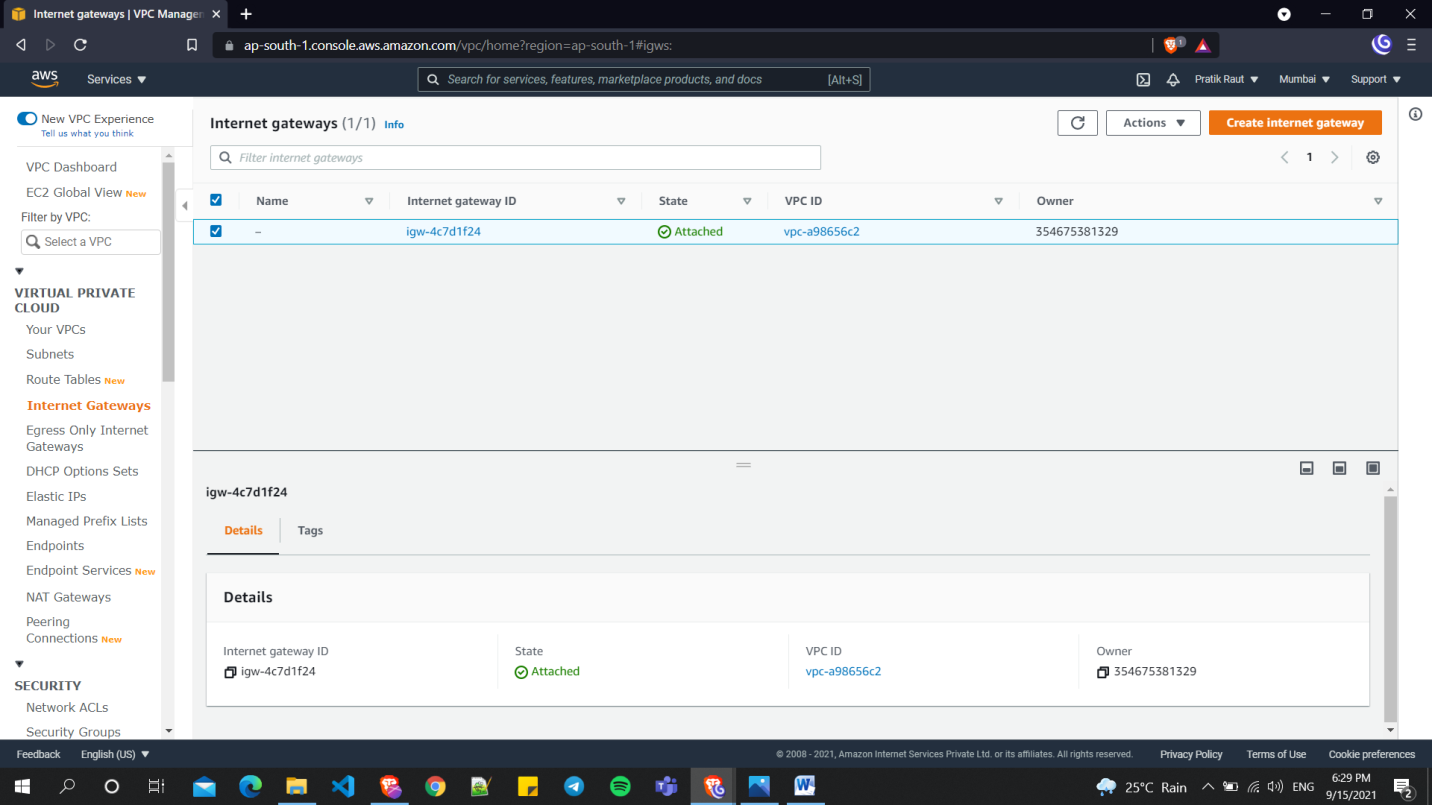 Internet gateways | VPC Manager
ap-south-1.console.aws.amazon.com/vpc/home?region=ap-south-1#igws:
1
aws
Services
Search for services, features, marketplace products, and docs [Alt+S]
Pratik Raut
Mumbai
Support
New VPC Experience
Tell us what you think
VPC Dashboard
EC2 Global View New
Filter by VPC:
Select a VPC
VIRTUAL PRIVATE
CLOUD
Your VPCs
Subnets
Route Tables New
Internet Gateways
Egress Only Internet
Gateways
DHCP Options Sets
Elastic IPs
Managed Prefix Lists
Endpoints
Endpoint Services New
NAT Gateways
Peering
Connections New
SECURITY
Network ACLs
Security Groups
Internet gateways (1/1) Info
Actions
Create internet gateway
Filter internet gateways
1
Name Internet gateway ID State VPC ID Owner
– igw-4c7d1f24 Attached vpc-a98656c2 354675381329
igw-4c7d1f24
Details Tags
Details
Internet gateway ID State VPC ID Owner
igw-4c7d1f24 Attached vpc-a98656c2 354675381329
Feedback English (US) © 2008 - 2021, Amazon Internet Services Private Ltd. or its affiliates. All rights reserved. Privacy Policy Terms of Use Cookie preferences
25°C Rain ENG
6:29 PM
9/15/2021
2